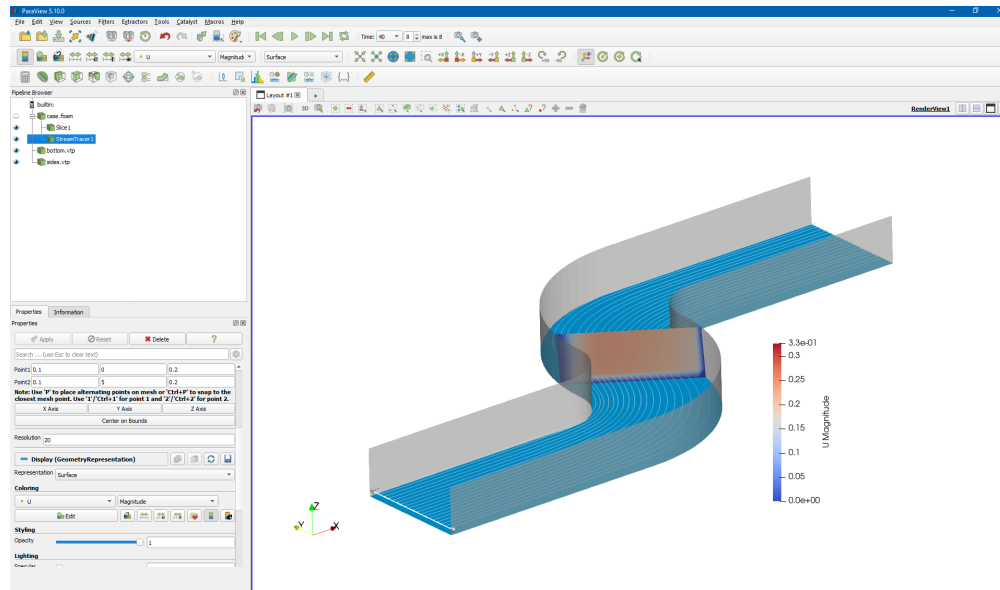 ParaView 5.10.0
File Edit View Sources Filters Extractors Tools Catalyst Macros Help
Time: 40 8 max is 8
U Magnitud Surface
Pipeline Browser
Layout #1
+
builtin:
3D
RenderView1
case.foam
Slice1
StreamTracer1
bottom.vtp
sides.vtp
Properties Information
Properties
Apply Reset Delete ?
Search ... (use Esc to clear text)
Point1 0.1 0 0.2
Point2 0.1 5 0.2
Note: Use 'P' to place alternating points on mesh or 'Ctrl+P' to snap to the
closest mesh point. Use '1'/'Ctrl+1' for point 1 and '2'/'Ctrl+2' for point 2.
X Axis Y Axis Z Axis
Center on Bounds
Resolution 20
Display (GeometryRepresentation)
Representation Surface
Coloring
U Magnitude
Edit
Styling
Opacity 1
Lighting
Specular
3.3e-01
0.3
0.25
0.2
0.15
0.1
0.05
0.0e+00
U Magnitude
Z
Y
X